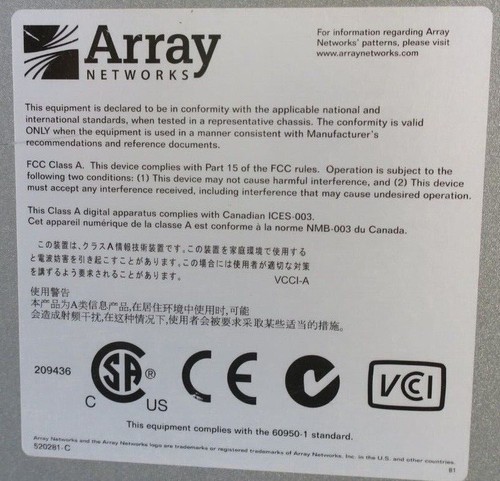 Array
NETWORKS
For information regarding Array
Networks' patterns, please visit
www.arraynetworks.com
This equipment is declared to be in conformity with the applicable national and
international standards, when tested in a representative chassis. The conformity is valid
ONLY when the equipment is used in a manner consistent with Manufacturer's
recommendations and reference documents.
FCC Class A. This device complies with Part 15 of the FCC rules. Operation is subject to the
following two conditions: (1) This device may not cause harmful interference, and (2) This device
must accept any interference received, including interference that may cause undesired operation.
This Class A digital apparatus complies with Canadian ICES-003.
Cet appareil numérique de la classe A est conforme à la norme NMB-003 du Canada.
この装置は、クラスA情報技術装置です。この装置を家庭環境で使用する
と電波妨害を引き起こすことがあります。この場合には使用者が適切な対策
を講ずるよう要求されることがあります。 VCCI-A
使用警告
本产品为A类信息产品,在居住环境中使用时,可能
会造成射频干扰,在这种情况下,使用者会被要求采取某些适当的措施。
209436
SA ®
C US
CE
VCI
This equipment complies with the 60950-1 standard.
Array Networks and the Array Networks logo are trademarks or registered trademarks of Array Networks, Inc. in the U.S. and other countries.
520281-C
81